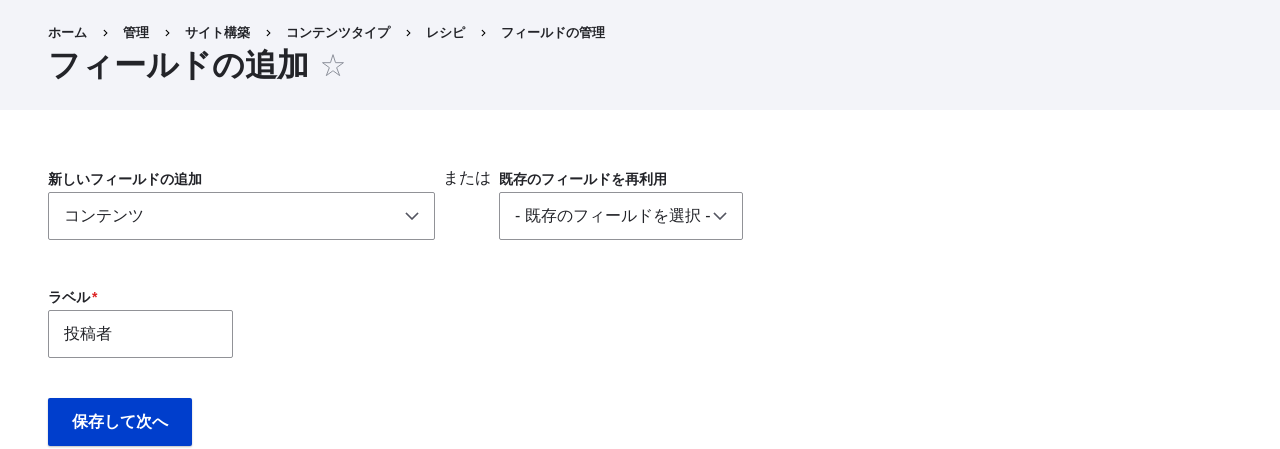 ホーム › 管理 › サイト構築 › コンテンツタイプ › レシピ › フィールドの管理
フィールドの追加
新しいフィールドの追加 または 既存のフィールドを再利用
コンテンツ - 既存のフィールドを選択 -
ラベル*
投稿者
保存して次へ